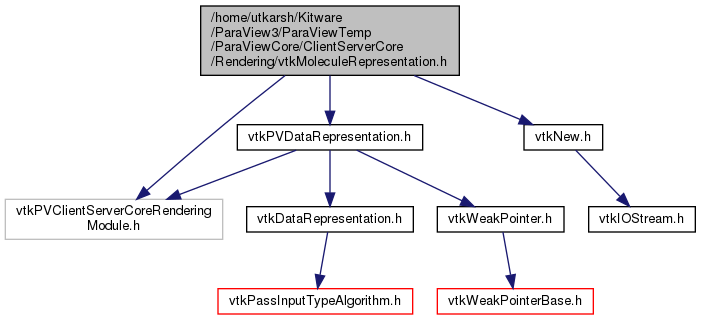 /home/utkarsh/Kitware
/ParaView3/ParaViewTemp
/ParaViewCore/ClientServerCore
/Rendering/vtkMoleculeRepresentation.h
vtkPVDataRepresentation.h
vtkNew.h
vtkPVClientServerCoreRendering
Module.h
vtkDataRepresentation.h
vtkWeakPointer.h
vtkIOStream.h
vtkPassInputTypeAlgorithm.h
vtkWeakPointerBase.h